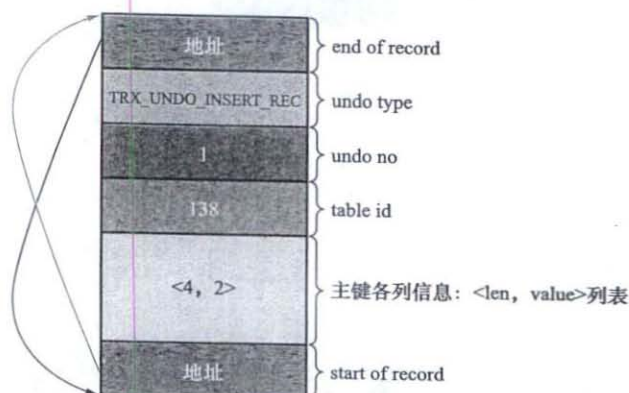 地址 end of record
TRX_UNDO_INSERT_REC undo type
1 undo no
138 table id
<4, 2> 主键各列信息：<len, value>列表
地址 start of record